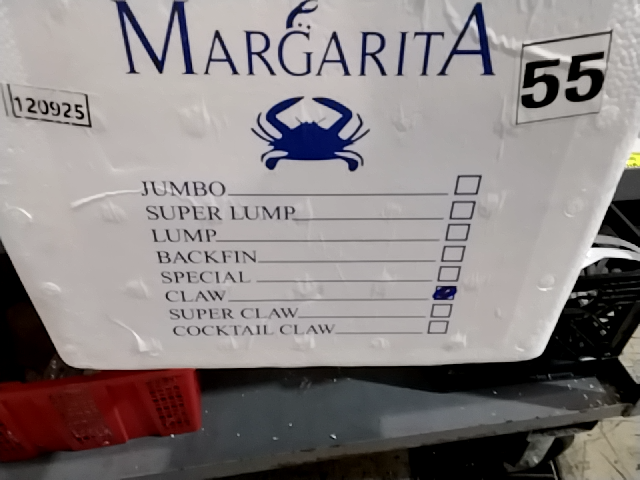 MARGARITA
55
120925
JUMBO
SUPER LUMP
LUMP
BACKFIN
SPECIAL
CLAW
SUPER CLAW
COCKTAIL CLAW